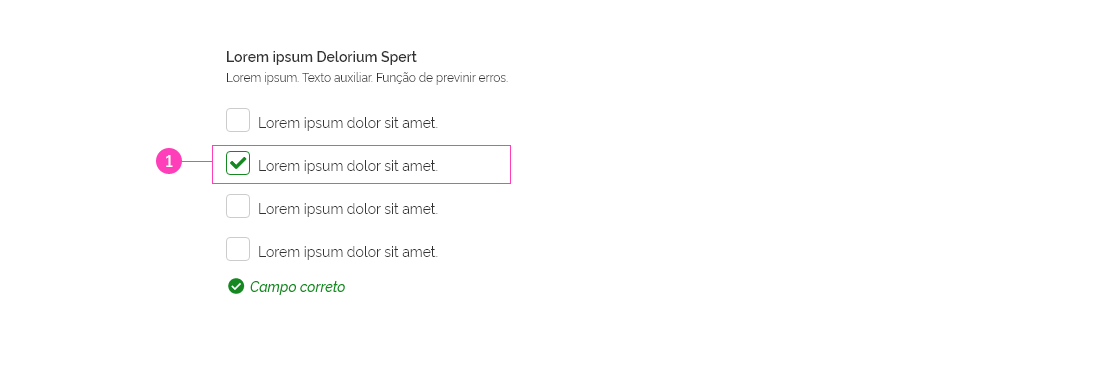 Lorem ipsum Delorium Spert
Lorem ipsum. Texto auxiliar. Função de previnir erros.
Lorem ipsum dolor sit amet.
1
Lorem ipsum dolor sit amet.
Lorem ipsum dolor sit amet.
Lorem ipsum dolor sit amet.
Campo correto